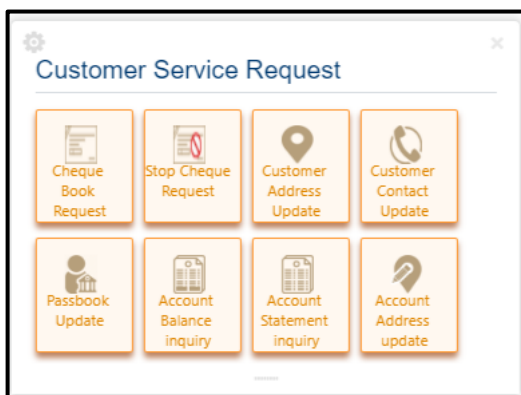 Customer Service Request
Cheque
Book
Request
Stop Cheque
Request
Customer
Address
Update
Customer
Contact
Update
Passbook
Update
Account
Balance
inquiry
Account
Statement
inquiry
Account
Address
update